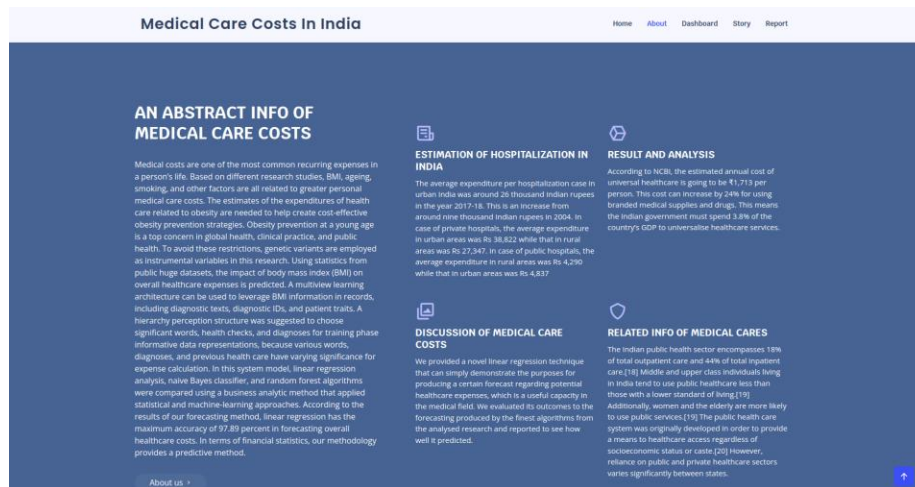 Medical Care Costs In India
Home About Dashboard Story Report
AN ABSTRACT INFO OF
MEDICAL CARE COSTS
Medical costs are one of the most common recurring expenses in
a person's life. Based on different research studies, BMI, ageing,
smoking, and other factors are all related to greater personal
medical care costs. The estimates of the expenditures of health
care related to obesity are needed to help create cost-effective
obesity prevention strategies. Obesity prevention at a young age
is a top concern in global health, clinical practice, and public
health. To avoid these restrictions, genetic variants are employed
as instrumental variables in this research. Using statistics from
public huge datasets, the impact of body mass index (BMI) on
overall healthcare expenses is predicted. A multiview learning
architecture can be used to leverage BMI information in records,
including diagnostic texts, diagnostic IDs, and patient traits. A
hierarchy perception structure was suggested to choose
significant words, health checks, and diagnoses for training phase
informative data representations, because various words,
diagnoses, and previous health care have varying significance for
expense calculation. In this system model, linear regression
analysis, naive Bayes classifier, and random forest algorithms
were compared using a business analytic method that applied
statistical and machine-learning approaches. According to the
results of our forecasting method, linear regression has the
maximum accuracy of 97.89 percent in forecasting overall
healthcare costs. In terms of financial statistics, our methodology
provides a predictive method.
About us
ESTIMATION OF HOSPITALIZATION IN
INDIA
The average expenditure per hospitalization case in
urban India was around 26 thousand Indian rupees
in the year 2017-18. This is an increase from
around nine thousand Indian rupees in 2004. In
case of private hospitals, the average expenditure
in urban areas was Rs 38,822 while that in rural
areas was Rs 27,347. In case of public hospitals, the
average expenditure in rural areas was Rs 4,290
while that in urban areas was Rs 4,837
RESULT AND ANALYSIS
According to NCBI, the estimated annual cost of
universal healthcare is going to be ₹1,713 per
person. This cost can increase by 24% for using
branded medical supplies and drugs. This means
the Indian government must spend 3.8% of the
country's GDP to universalise healthcare services.
DISCUSSION OF MEDICAL CARE
COSTS
We provided a novel linear regression technique
that can simply demonstrate the purposes for
producing a certain forecast regarding potential
healthcare expenses, which is a useful capacity in
the medical field. We evaluated its outcomes to the
forecasting produced by the finest algorithms from
the analysed research and reported to see how
well it predicted.
RELATED INFO OF MEDICAL CARES
The Indian public health sector encompasses 18%
of total outpatient care and 44% of total inpatient
care.[18] Middle and upper class individuals living
in India tend to use public healthcare less than
those with a lower standard of living.[19]
Additionally, women and the elderly are more likely
to use public services.[19] The public health care
system was originally developed in order to provide
a means to healthcare access regardless of
socioeconomic status or caste.[20] However,
reliance on public and private healthcare sectors
varies significantly between states.